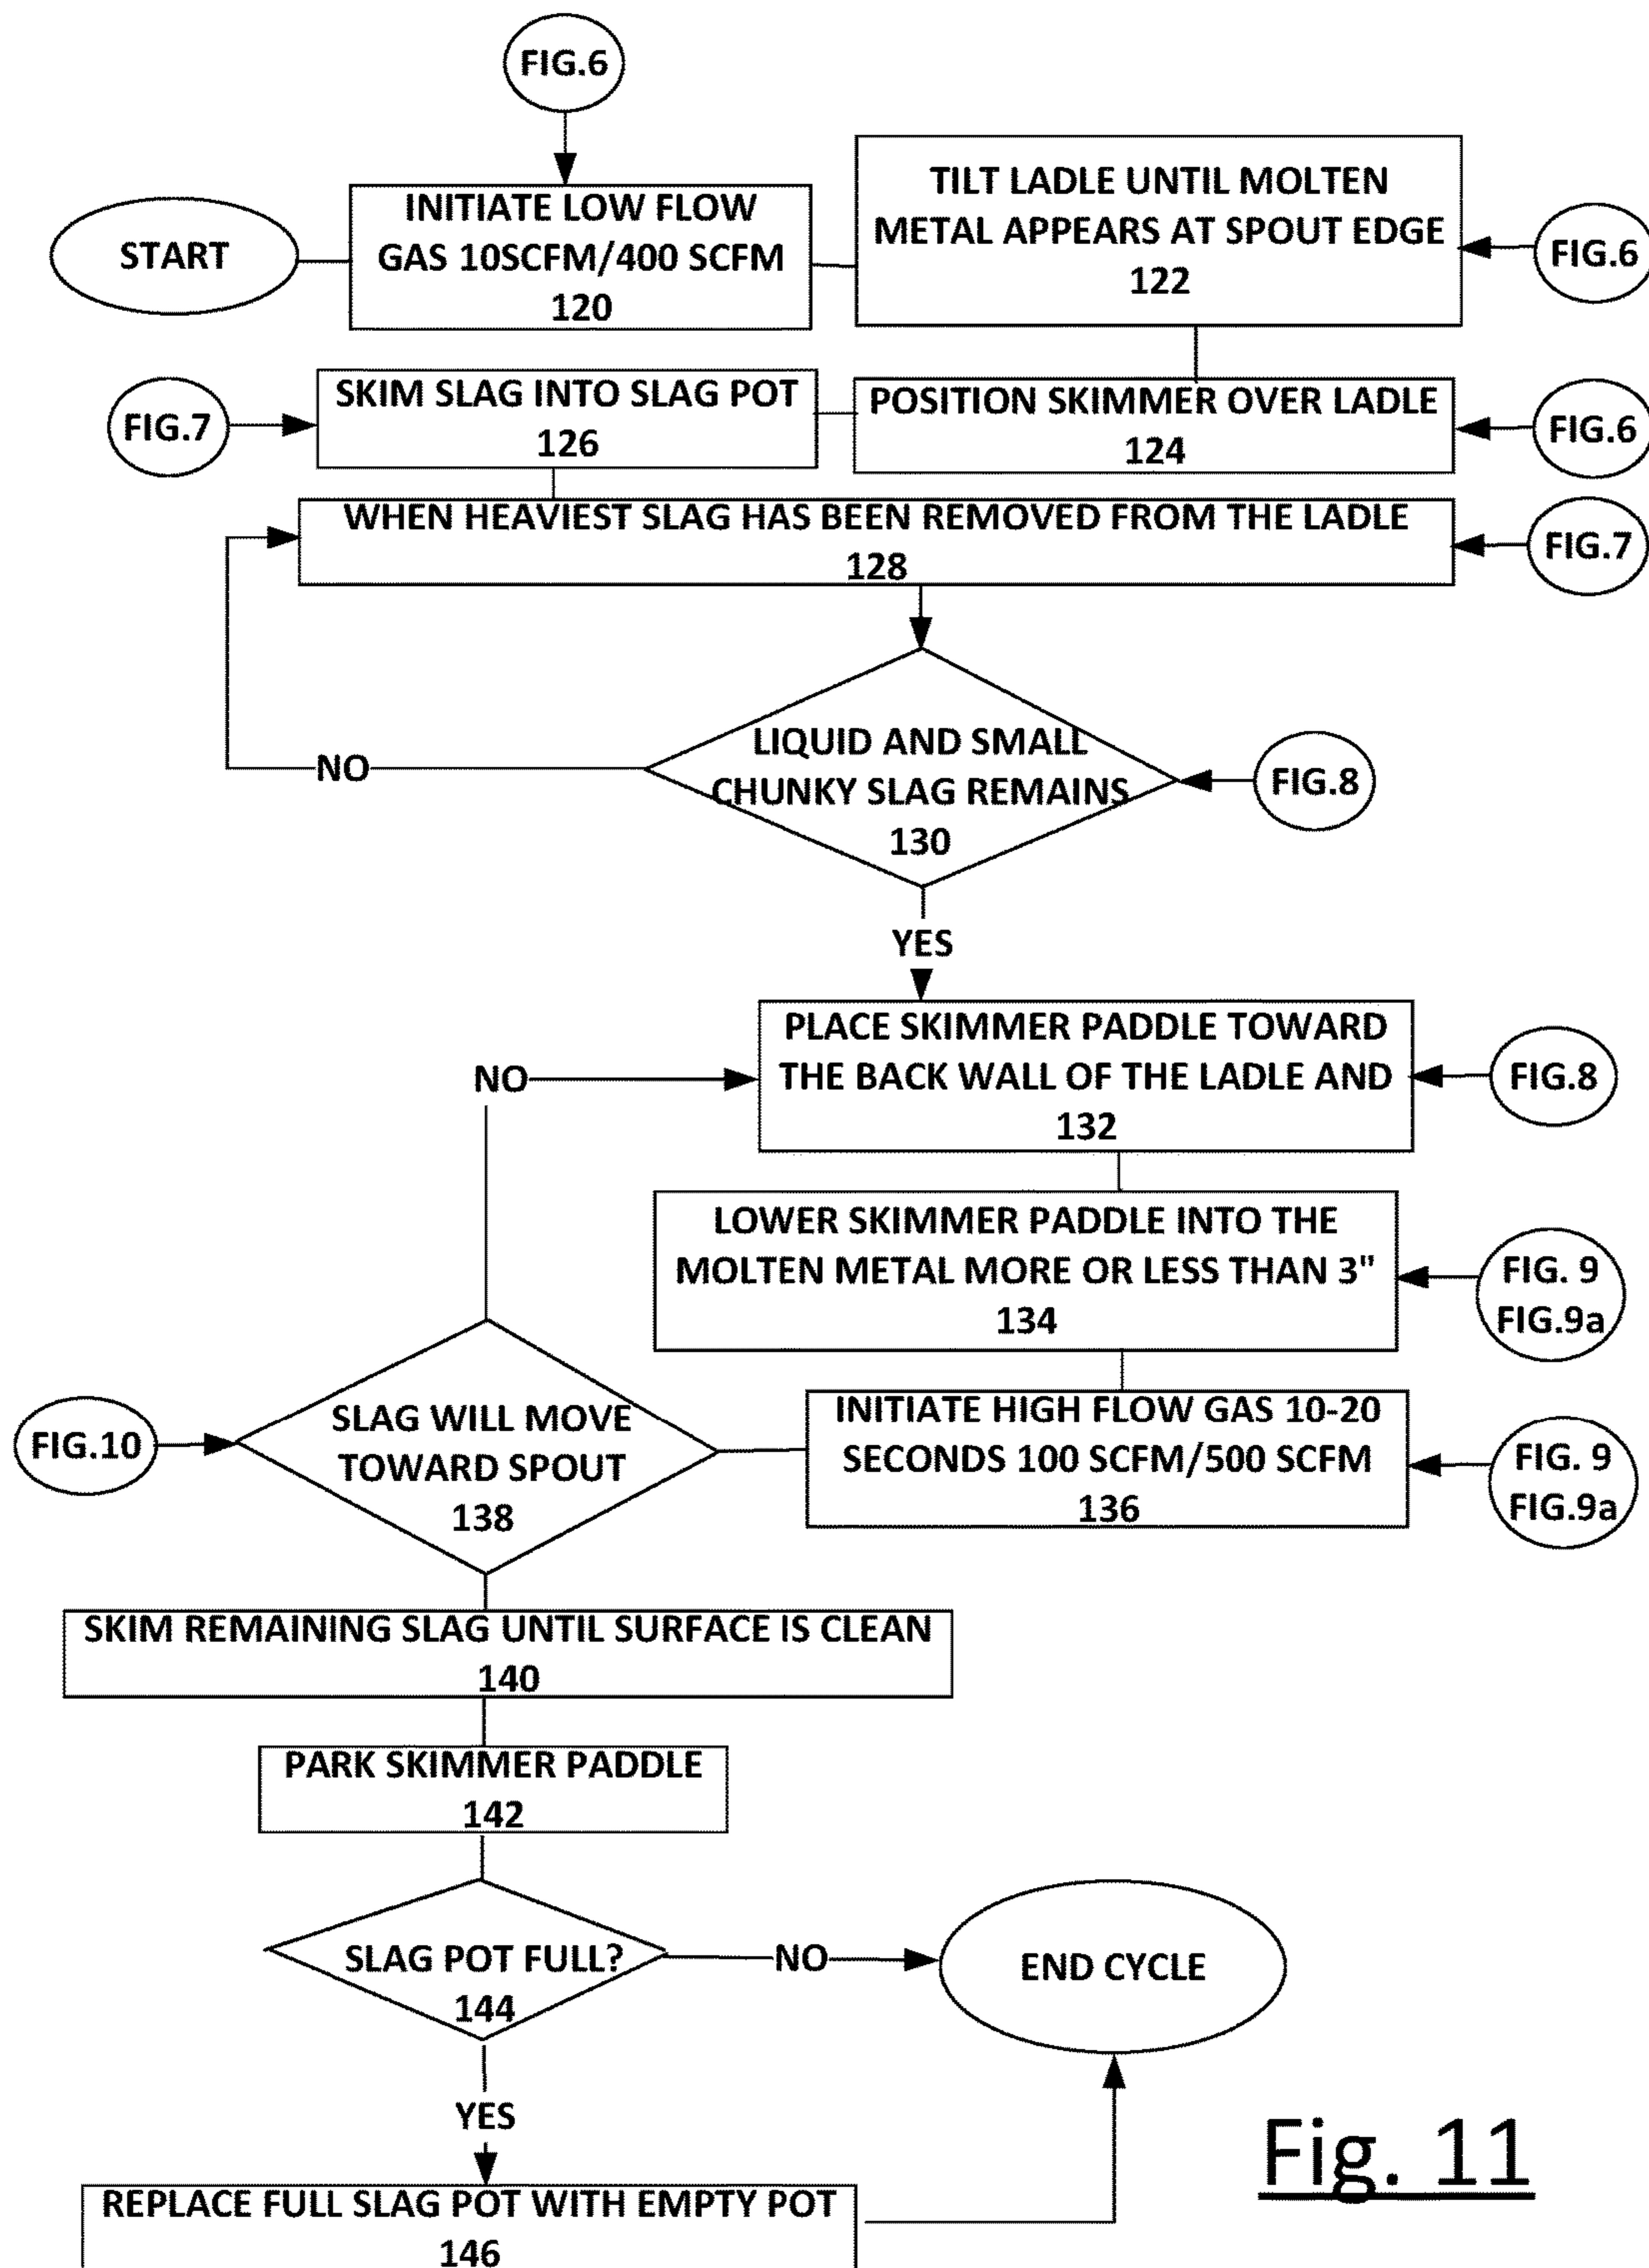 FIG.6
START
INITIATE LOW FLOW
GAS 10SCFM/400 SCFM
120
TILT LADLE UNTIL MOLTEN
METAL APPEARS AT SPOUT EDGE
122
FIG.6
FIG.7
SKIM SLAG INTO SLAG POT
126
POSITION SKIMMER OVER LADLE
124
FIG.6
WHEN HEAVIEST SLAG HAS BEEN REMOVED FROM THE LADLE
128
FIG.7
LIQUID AND SMALL
CHUNKY SLAG REMAINS
130
NO
FIG.8
YES
PLACE SKIMMER PADDLE TOWARD
THE BACK WALL OF THE LADLE AND
132
NO
FIG.8
LOWER SKIMMER PADDLE INTO THE
MOLTEN METAL MORE OR LESS THAN 3"
134
FIG. 9
FIG.9a
FIG.10
SLAG WILL MOVE
TOWARD SPOUT
138
INITIATE HIGH FLOW GAS 10-20
SECONDS 100 SCFM/500 SCFM
136
FIG. 9
FIG.9a
SKIM REMAINING SLAG UNTIL SURFACE IS CLEAN
140
PARK SKIMMER PADDLE
142
SLAG POT FULL?
144
NO
END CYCLE
YES
REPLACE FULL SLAG POT WITH EMPTY POT
146
Fig. 11